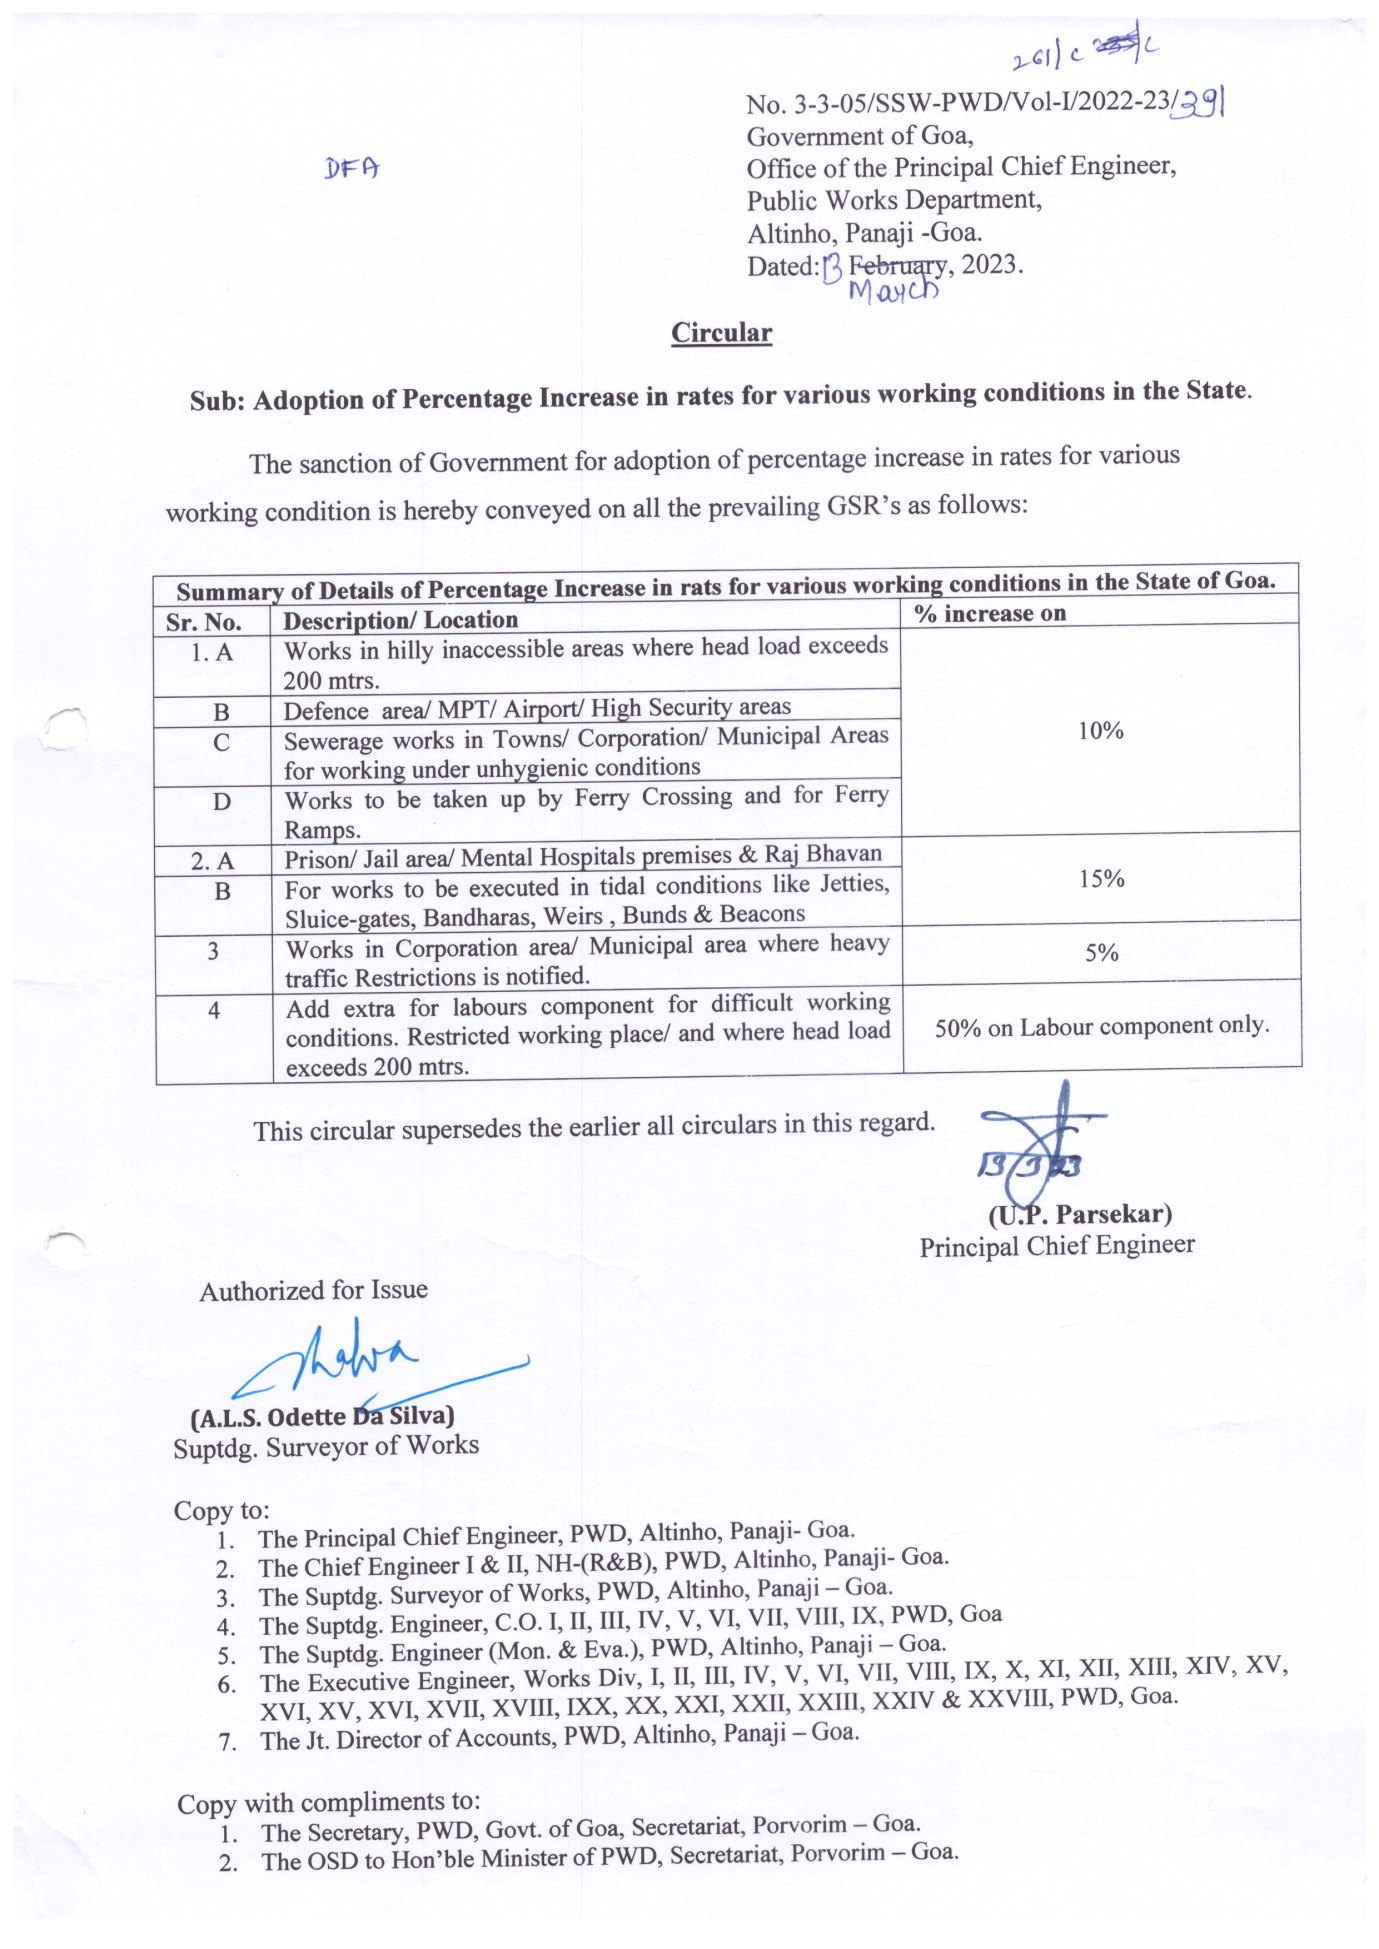 261/c
No. 3-3-05/SSW-PWD/Vol-I/2022-23/391
Government of Goa,
DFA
Office of the Principal Chief Engineer,
Public Works Department,
Altinho, Panaji -Goa.
Dated: 13 February, 2023.
March
Circular
Sub: Adoption of Percentage Increase in rates for various working conditions in the State.
The sanction of Government for adoption of percentage increase in rates for various
working condition is hereby conveyed on all the prevailing GSR's as follows:
Summary of Details of Percentage Increase in rats for various working conditions in the State of Goa.
Sr. No. Description/ Location % increase on
1. A Works in hilly inaccessible areas where head load exceeds
200 mtrs.
B Defence area/ MPT/ Airport/ High Security areas
10%
C Sewerage works in Towns/ Corporation/ Municipal Areas
for working under unhygienic conditions
D Works to be taken up by Ferry Crossing and for Ferry
Ramps.
2. A Prison/ Jail area/ Mental Hospitals premises & Raj Bhavan
15%
B For works to be executed in tidal conditions like Jetties,
Sluice-gates, Bandharas, Weirs , Bunds & Beacons
3 Works in Corporation area/ Municipal area where heavy
traffic Restrictions is notified.
5%
4 Add extra for labours component for difficult working
conditions. Restricted working place/ and where head load
exceeds 200 mtrs.
50% on Labour component only.
This circular supersedes the earlier all circulars in this regard.
13/3/23
(U.P. Parsekar)
Principal Chief Engineer
Authorized for Issue
(A.L.S. Odette Da Silva)
Suptdg. Surveyor of Works
Copy to:
1. The Principal Chief Engineer, PWD, Altinho, Panaji- Goa.
2. The Chief Engineer I & II, NH-(R&B), PWD, Altinho, Panaji- Goa.
3. The Suptdg. Surveyor of Works, PWD, Altinho, Panaji – Goa.
4. The Suptdg. Engineer, C.O. I, II, III, IV, V, VI, VII, VIII, IX, PWD, Goa
5. The Suptdg. Engineer (Mon. & Eva.), PWD, Altinho, Panaji – Goa.
6. The Executive Engineer, Works Div, I, II, III, IV, V, VI, VII, VIII, IX, X, XI, XII, XIII, XIV, XV,
XVI, XV, XVI, XVII, XVIII, IXX, XX, XXI, XXII, XXIII, XXIV & XXVIII, PWD, Goa.
7. The Jt. Director of Accounts, PWD, Altinho, Panaji – Goa.
Copy with compliments to:
1. The Secretary, PWD, Govt. of Goa, Secretariat, Porvorim – Goa.
2. The OSD to Hon'ble Minister of PWD, Secretariat, Porvorim – Goa.